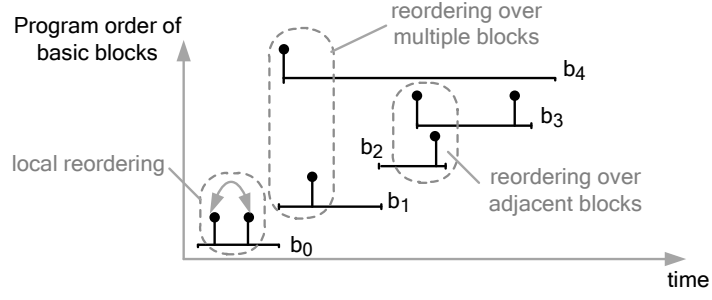 Program order of
basic blocks
reordering over
multiple blocks
b4
b3
b2
local reordering
reordering over
adjacent blocks
b1
b0
time